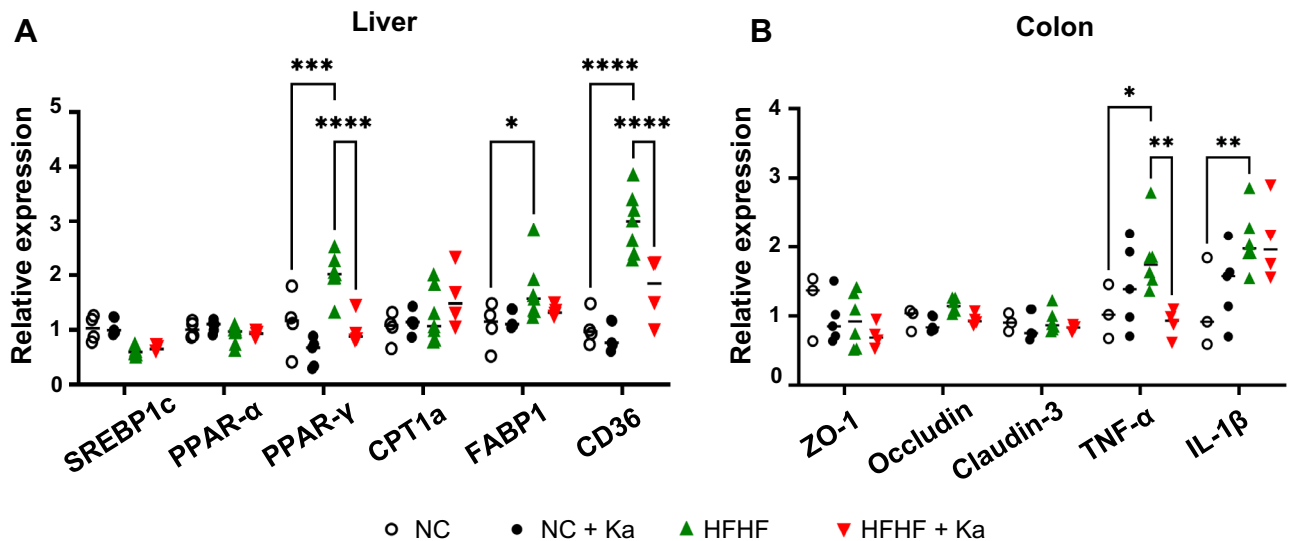 A
Liver
Relative expression
5
4
3
2
1
0
***
****
*
****
****
SREBP1c
PPAR-α
PPAR-γ
CPT1a
FABP1
CD36
B
Colon
Relative expression
4
3
2
1
0
*
**
**
ZO-1
Occludin
Claudin-3
TNF-α
IL-1β
NC
NC + Ka
HFHF
HFHF + Ka